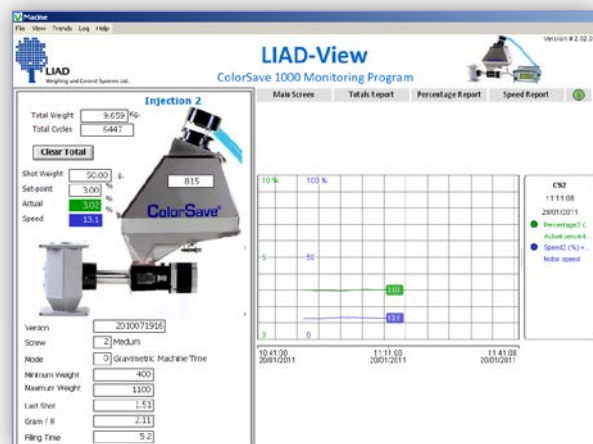 Macine
File View Trends Log Help
LIAD
Weighing and Control Systems Ltd.
LIAD-View
ColorSave 1000 Monitoring Program
Version # 2.02.0
Main Screen Totals Report Percentage Report Speed Report
Injection 2
Total Weight 9.659 Kg.
Total Cycles 6447
Clear Total
Shot Weight 50.00 g.
Set-point 3.00 %
Actual 3.02 %
Speed 13.1 %
815
ColorSave®
Version 2010071916
Screw 2 Medium
Node 0 Gravimetric Machine Time
Minimum Weight 400
Maximum Weight 1100
Last Shot 1.51
Gram / R 2.11
Filling Time 5.2
10 % 100 %
5 50
0 0
13.1
10:41:00 11:11:00 11:41:08
20/01/2011 20/01/2011 20/01/2011
CS2
11:11:08
20/01/2011
Percentage2 (
Actual percent...
Speed2 (%) =...
Motor speed